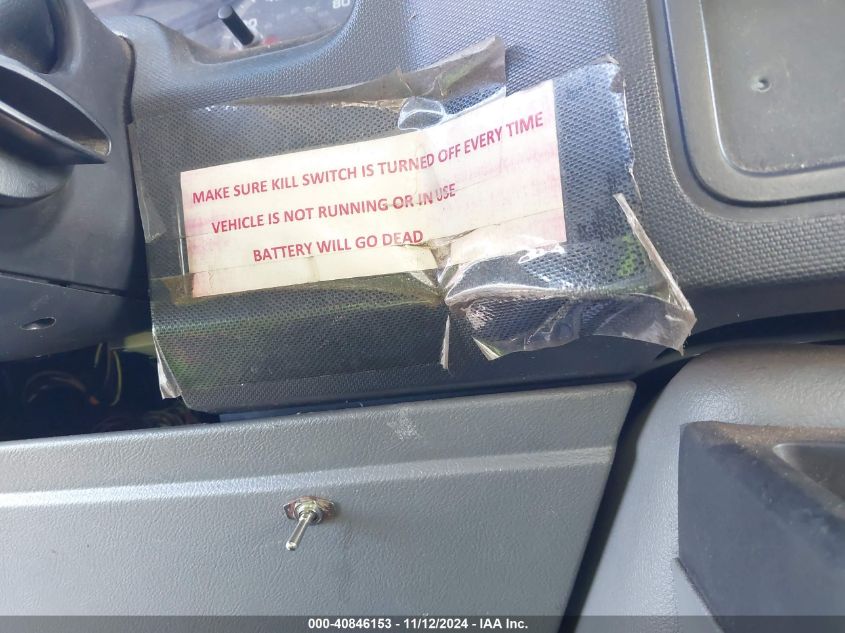 80
MAKE SURE KILL SWITCH IS TURNED OFF EVERY TIME
VEHICLE IS NOT RUNNING OR IN USE
BATTERY WILL GO DEAD
000-40846153 - 11/12/2024 - IAA Inc.